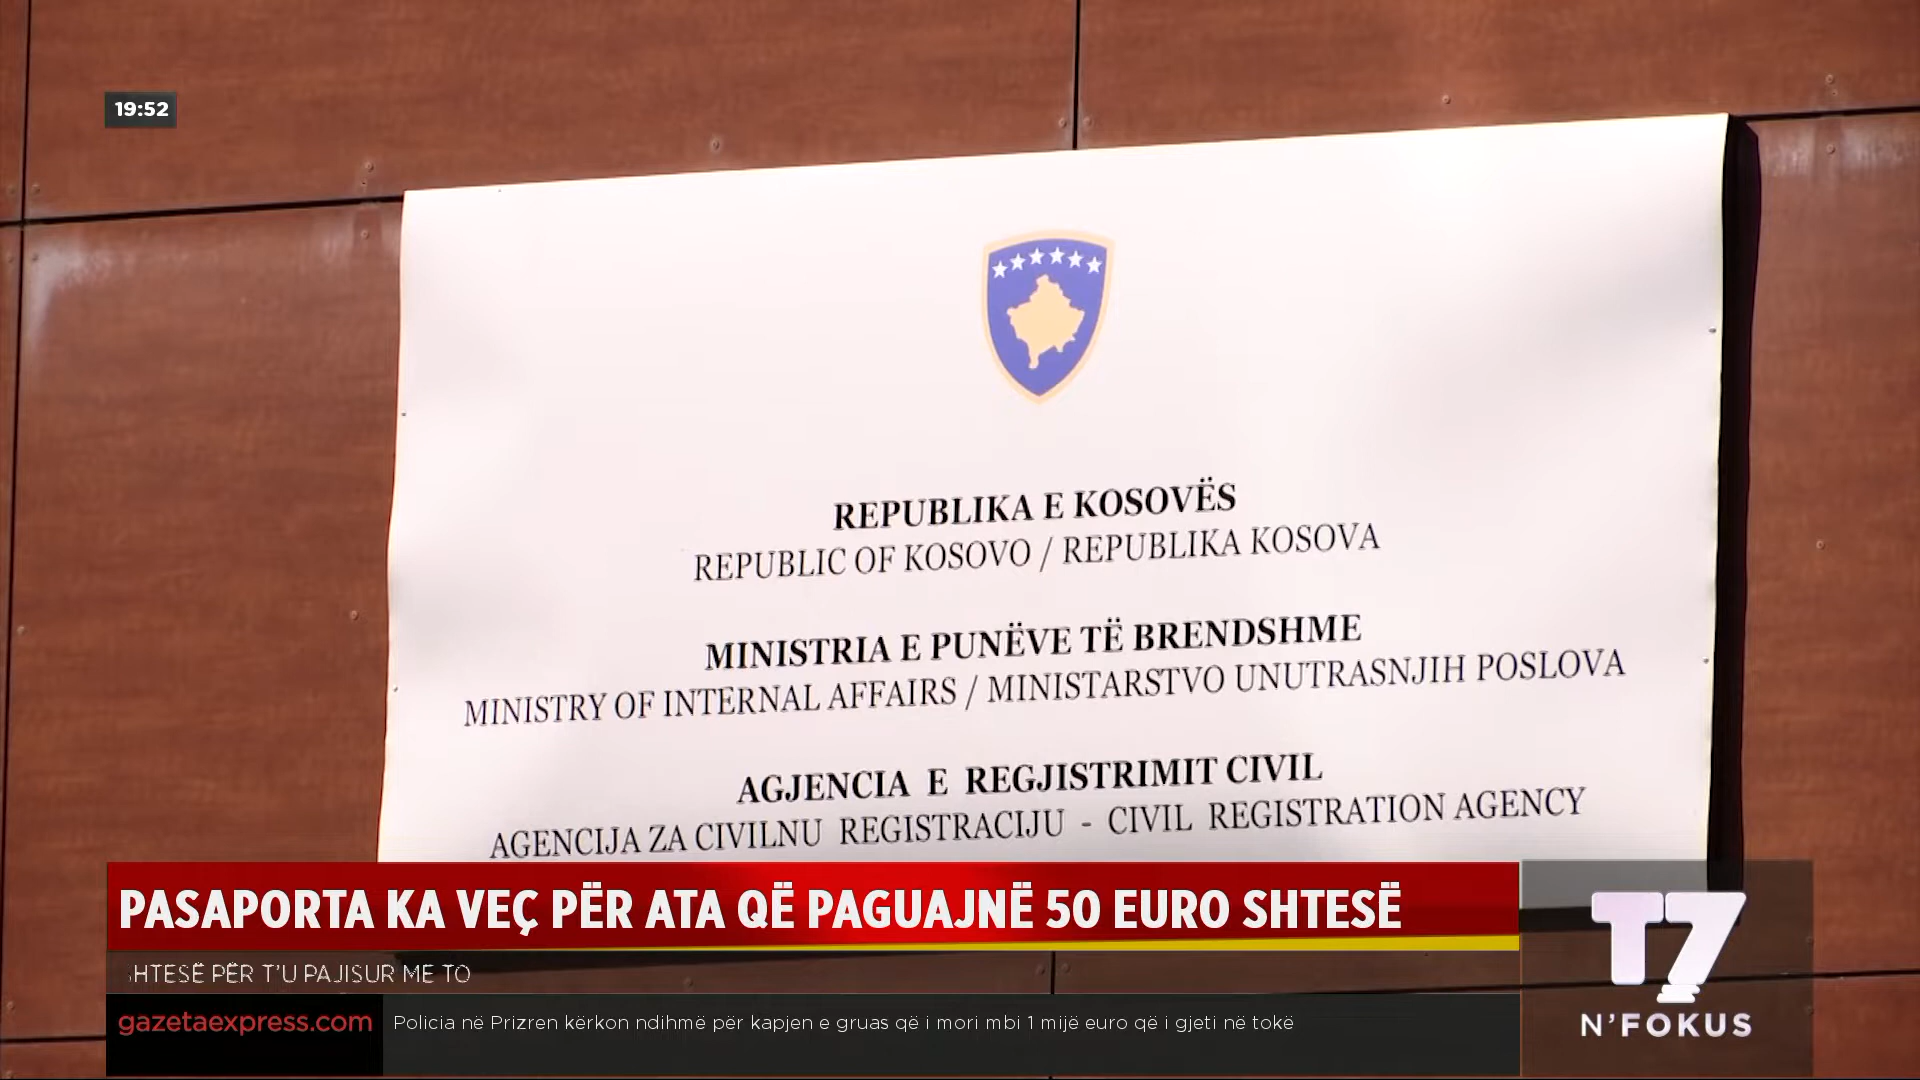 19:52
REPUBLIKA E KOSOVËS
REPUBLIC OF KOSOVO / REPUBLIKA KOSOVA
MINISTRIA E PUNËVE TË BRENDSHME
MINISTRY OF INTERNAL AFFAIRS / MINISTARSTVO UNUTRASNJIH POSLOVA
AGJENCIA E REGJISTRIMIT CIVIL
AGENCIJA ZA CIVILNU REGISTRACIJU - CIVIL REGISTRATION AGENCY
PASAPORTA KA VEÇ PËR ATA QË PAGUAJNË 50 EURO SHTESË
HTESË PËR T'U PAJISUR ME TO
gazetaexpress.com Policia në Prizren kërkon ndihmë për kapjen e gruas që i mori mbi 1 mijë euro që i gjeti në tokë
T7
N'FOKUS